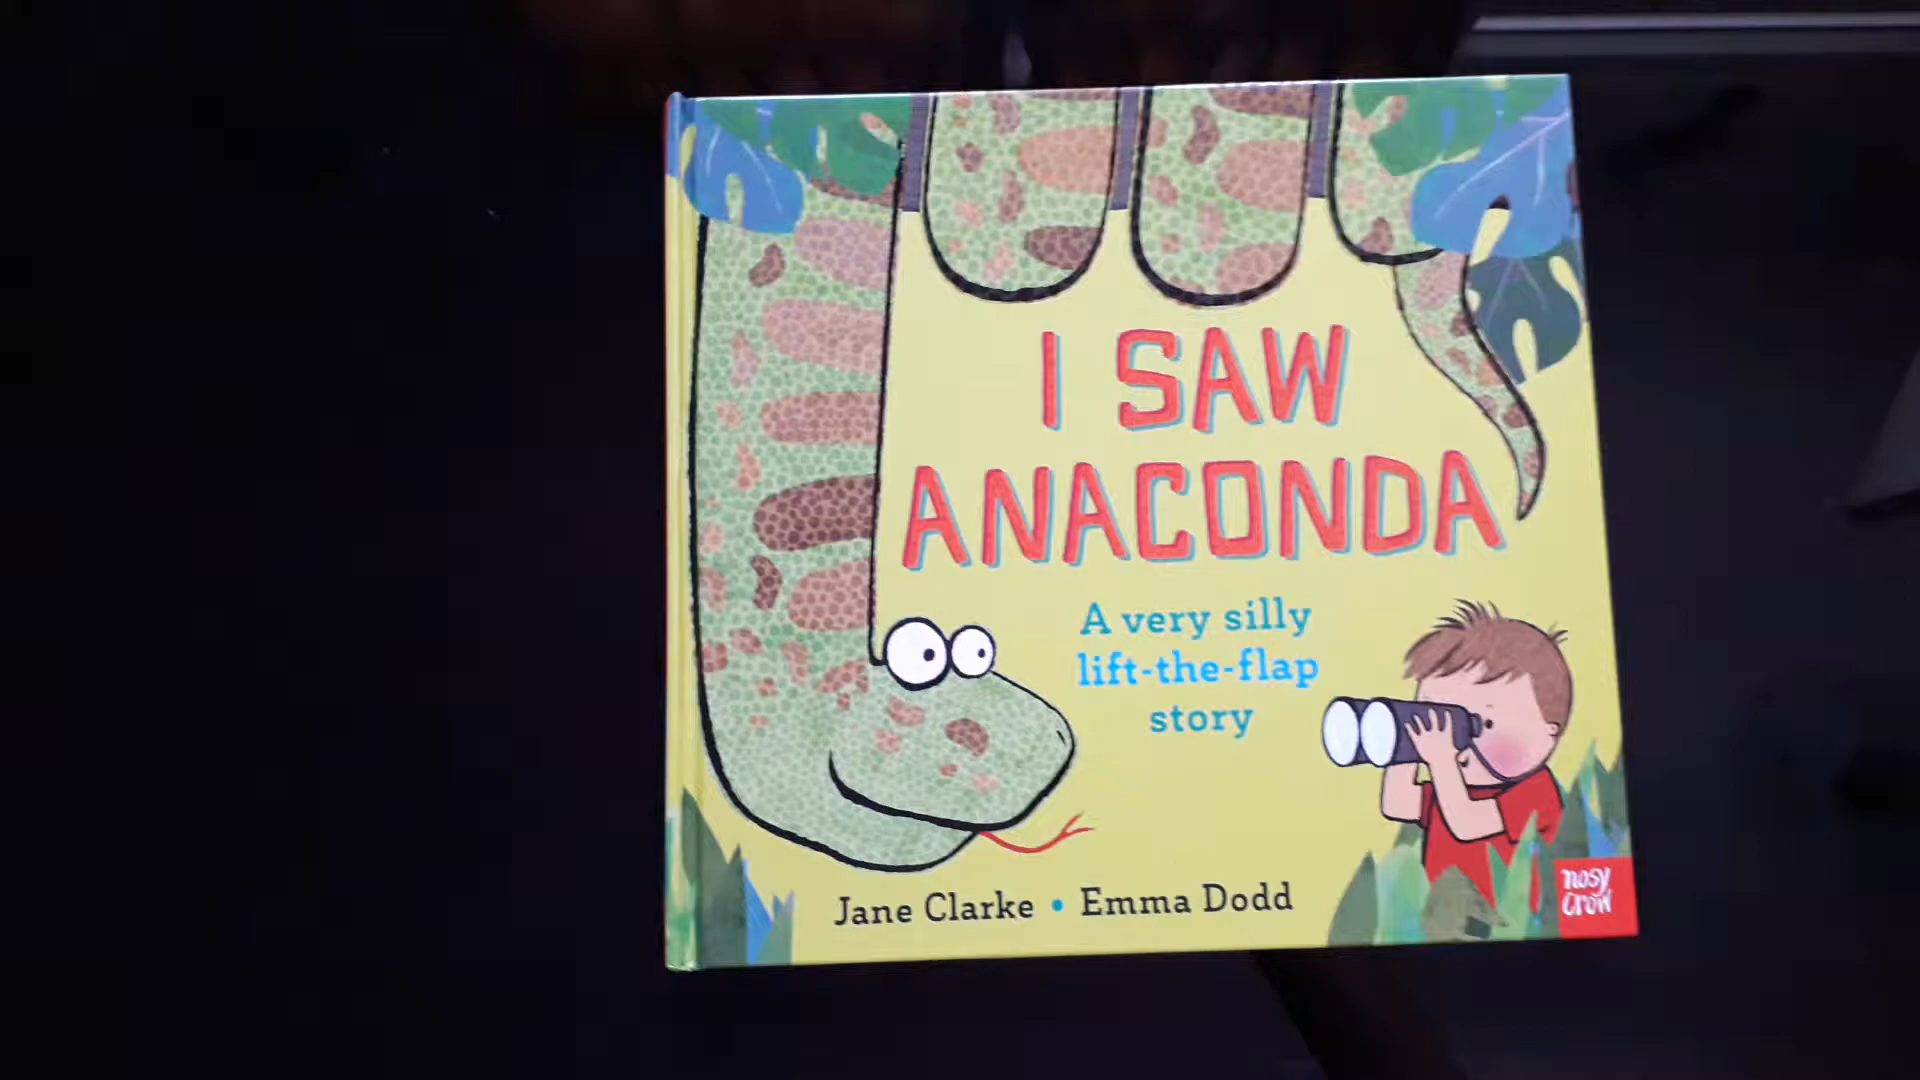 I SAW
ANACONDA
A very silly
lift-the-flap
story
Jane Clarke • Emma Dodd
nosy
crow